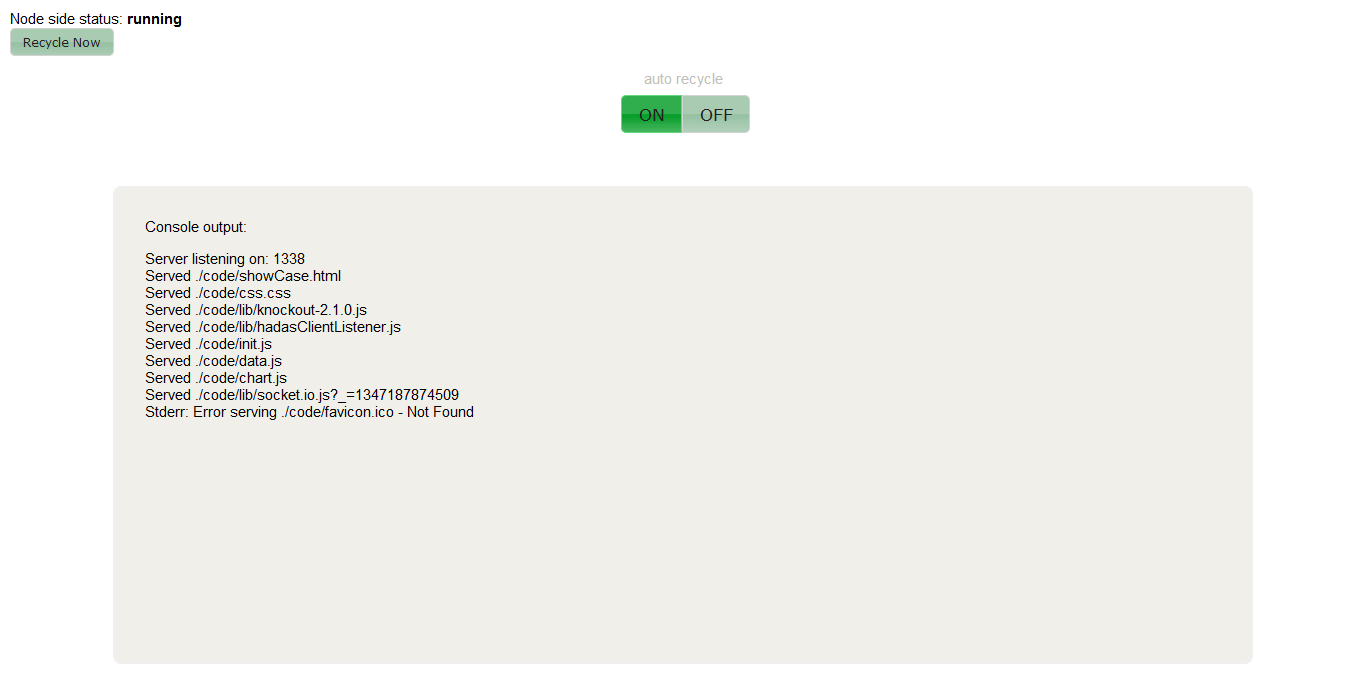 Node side status: running
Recycle Now
auto recycle
ON OFF
Console output:
Server listening on: 1338
Served ./code/showCase.html
Served ./code/css.css
Served ./code/lib/knockout-2.1.0.js
Served ./code/lib/hadasClientListener.js
Served ./code/init.js
Served ./code/data.js
Served ./code/chart.js
Served ./code/lib/socket.io.js?_=1347187874509
Stderr: Error serving ./code/favicon.ico - Not Found